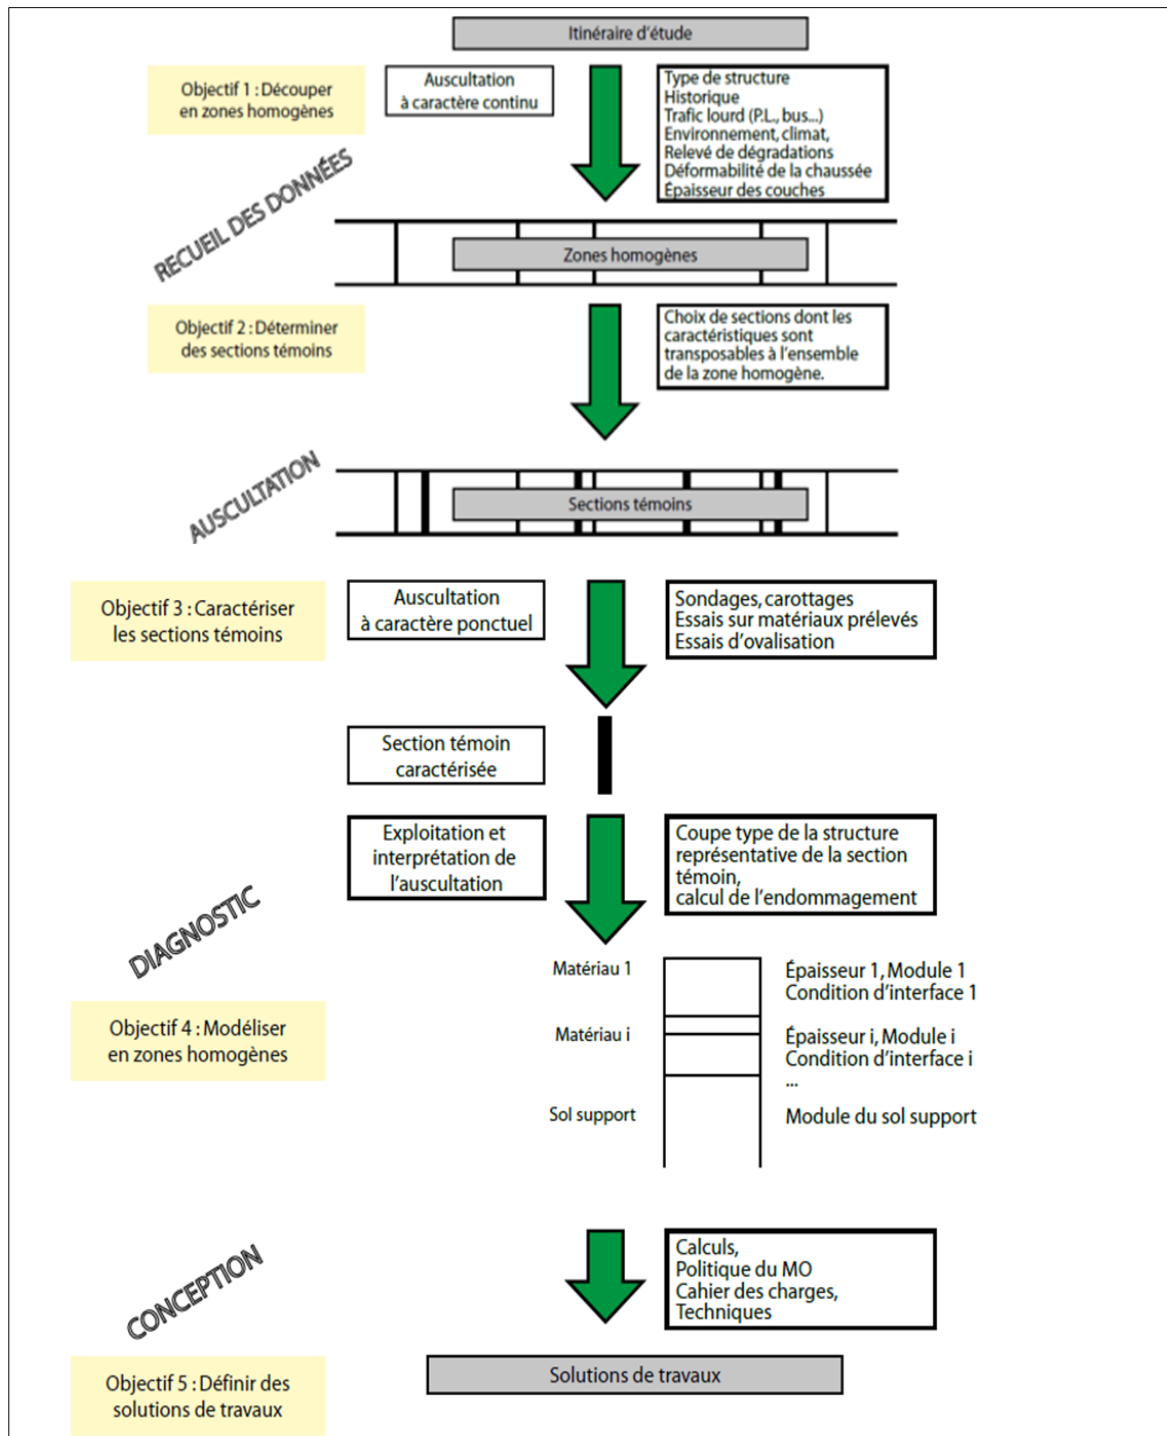 Itinéraire d'étude
Objectif 1 : Découper
en zones homogènes
Auscultation
à caractère continu
Type de structure
Historique
Trafic lourd (P.L., bus...)
Environnement, climat,
Relevé de dégradations
Déformabilité de la chaussée
Épaisseur des couches
RECUEIL DES DONNÉES
Zones homogènes
Objectif 2 : Déterminer
des sections témoins
Choix de sections dont les
caractéristiques sont
transposables à l'ensemble
de la zone homogène.
AUSCULTATION
Sections témoins
Objectif 3 : Caractériser
les sections témoins
Auscultation
à caractère ponctuel
Sondages, carottages
Essais sur matériaux prélevés
Essais d'ovalisation
Section témoin
caractérisée
Exploitation et
interprétation de
l'auscultation
Coupe type de la structure
représentative de la section
témoin,
calcul de l'endommagement
DIAGNOSTIC
Matériau 1
Épaisseur 1, Module 1
Condition d'interface 1
Objectif 4 : Modéliser
en zones homogènes
Matériau i
Épaisseur i, Module i
Condition d'interface i
...
Sol support
Module du sol support
CONCEPTION
Calculs,
Politique du MO
Cahier des charges,
Techniques
Objectif 5 : Définir des
solutions de travaux
Solutions de travaux